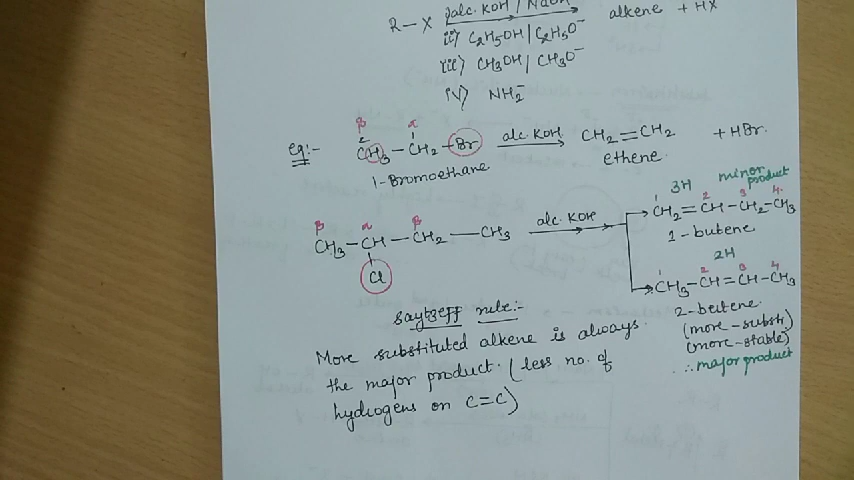 R-X i)alc.KOH/NaOH alkene + HX
ii) C2H5OH/C2H5O-
iii) CH3OH/CH3O-
iv) NH2-
β α
eg:- 2 1
CH3-CH2-Br alc.KOH CH2=CH2 +HBr.
1-Bromoethane ethene.
3H minor product
1 2 3 4
CH2=CH-CH2-CH3
1-butene
β α β
CH3-CH-CH2-CH3 alc.KOH
Cl
2H
1 2 3 4
CH3-CH=CH-CH3
2-butene.
(more-substi)
(more-stable)
∴major product
saytzeff rule:-
More substituted alkene is always.
the major product. (less no. of
hydrogens on C=C)